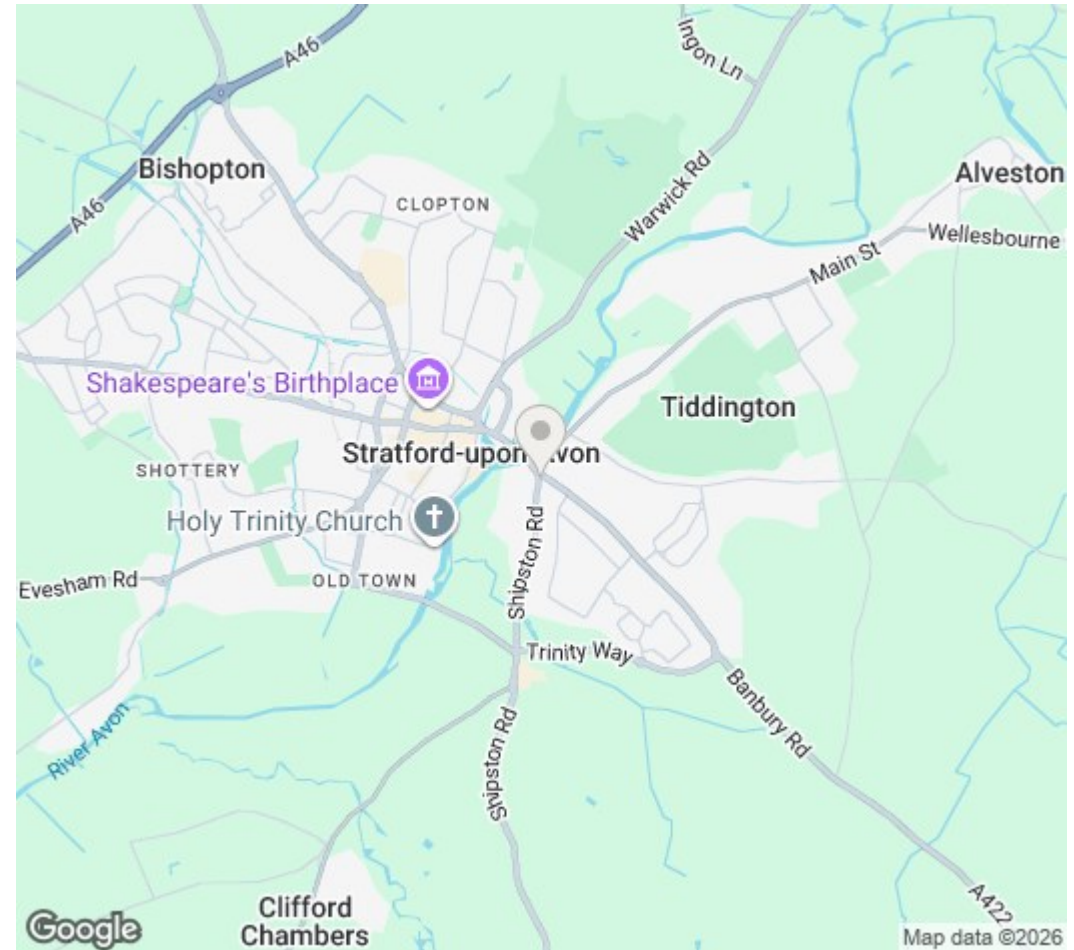 A46
Ingon Ln
Bishopton
Alveston
CLOPTON
Warwick Rd
A46
Wellesbourne
Main St
Shakespeare's Birthplace
Tiddington
Stratford-upon-Avon
SHOTTERY
Holy Trinity Church
Shipston Rd
Evesham Rd
OLD TOWN
Trinity Way
Banbury Rd
River Avon
Shipston Rd
A422
Clifford
Chambers
Google
Map data ©2026